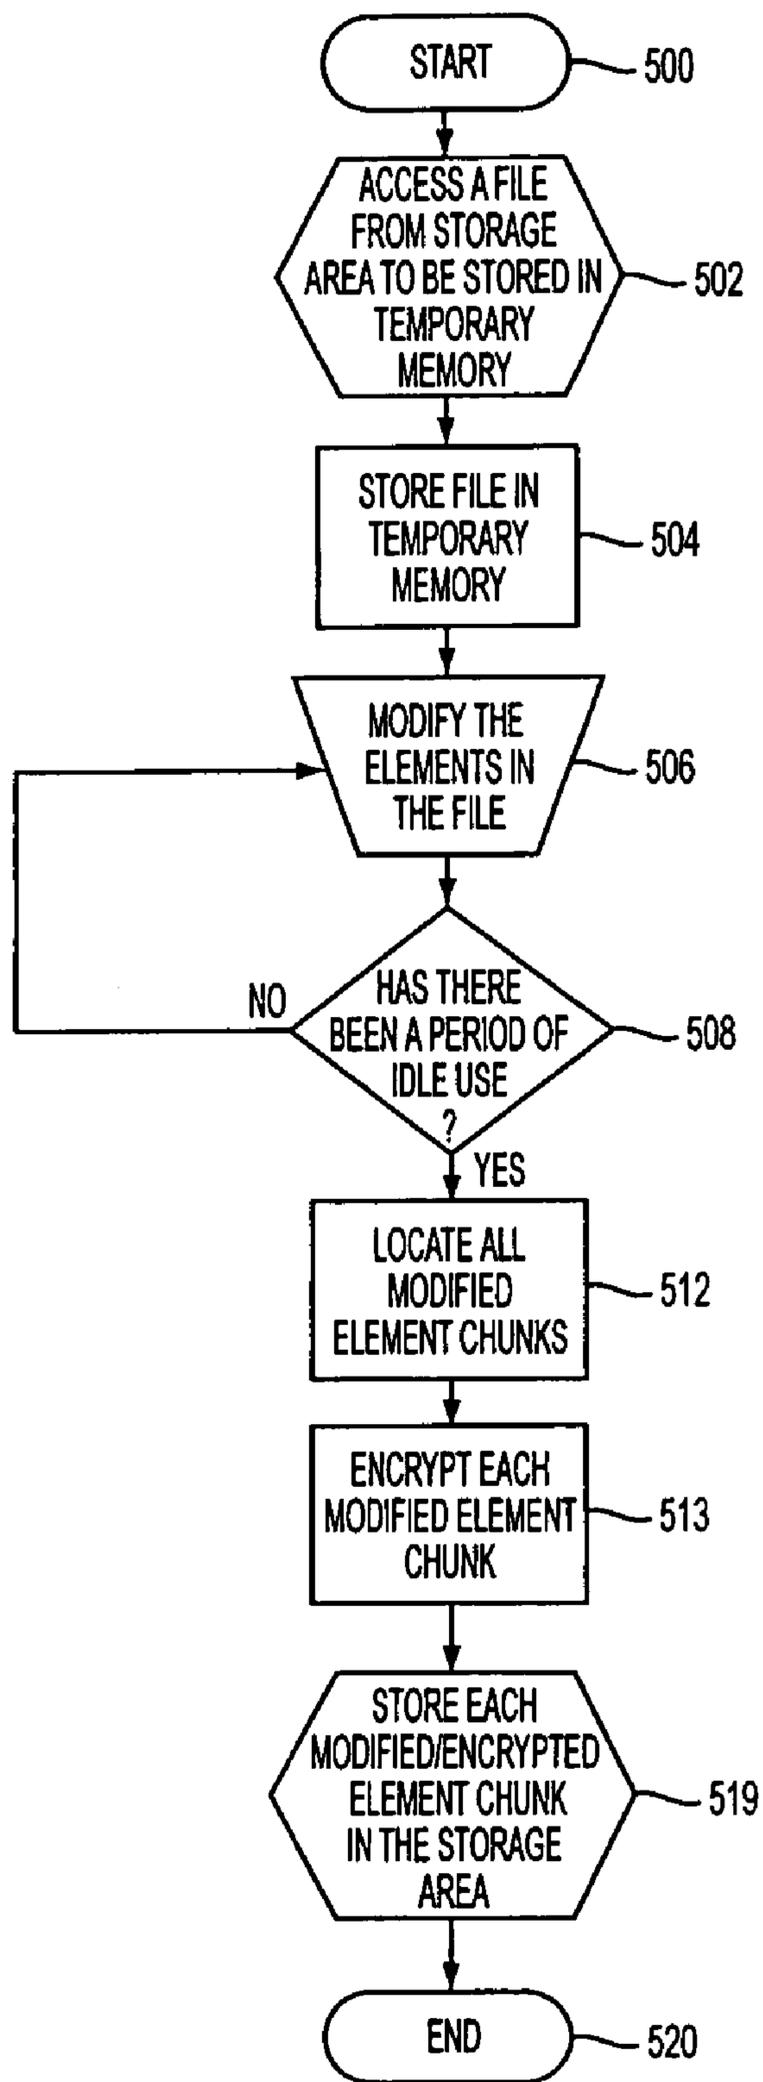 START
500
ACCESS A FILE
FROM STORAGE
AREA TO BE STORED IN
TEMPORARY
MEMORY
502
STORE FILE IN
TEMPORARY
MEMORY
504
MODIFY THE
ELEMENTS IN
THE FILE
506
HAS THERE
BEEN A PERIOD OF
IDLE USE
?
508
NO
YES
LOCATE ALL
MODIFIED
ELEMENT CHUNKS
512
ENCRYPT EACH
MODIFIED ELEMENT
CHUNK
513
STORE EACH
MODIFIED/ENCRYPTED
ELEMENT CHUNK
IN THE STORAGE
AREA
519
END
520